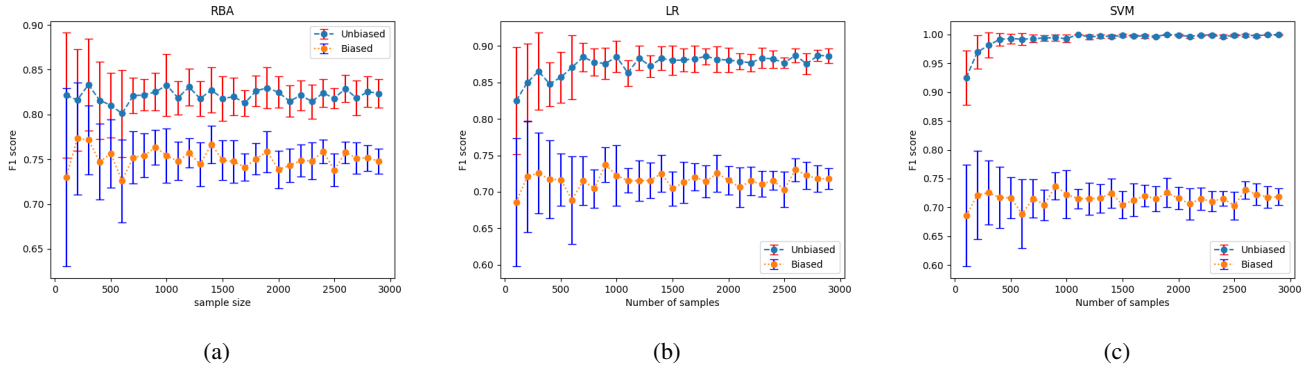 RBA
0.90
0.85
0.80
0.75
0.70
0.65
F1 score
Unbiased
Biased
0 500 1000 1500 2000 2500 3000
sample size
(a)
LR
0.90
0.85
0.80
0.75
0.70
0.65
0.60
F1 score
Unbiased
Biased
0 500 1000 1500 2000 2500 3000
Number of samples
(b)
SVM
1.00
0.95
0.90
0.85
0.80
0.75
0.70
0.65
0.60
F1 score
Unbiased
Biased
0 500 1000 1500 2000 2500 3000
Number of samples
(c)